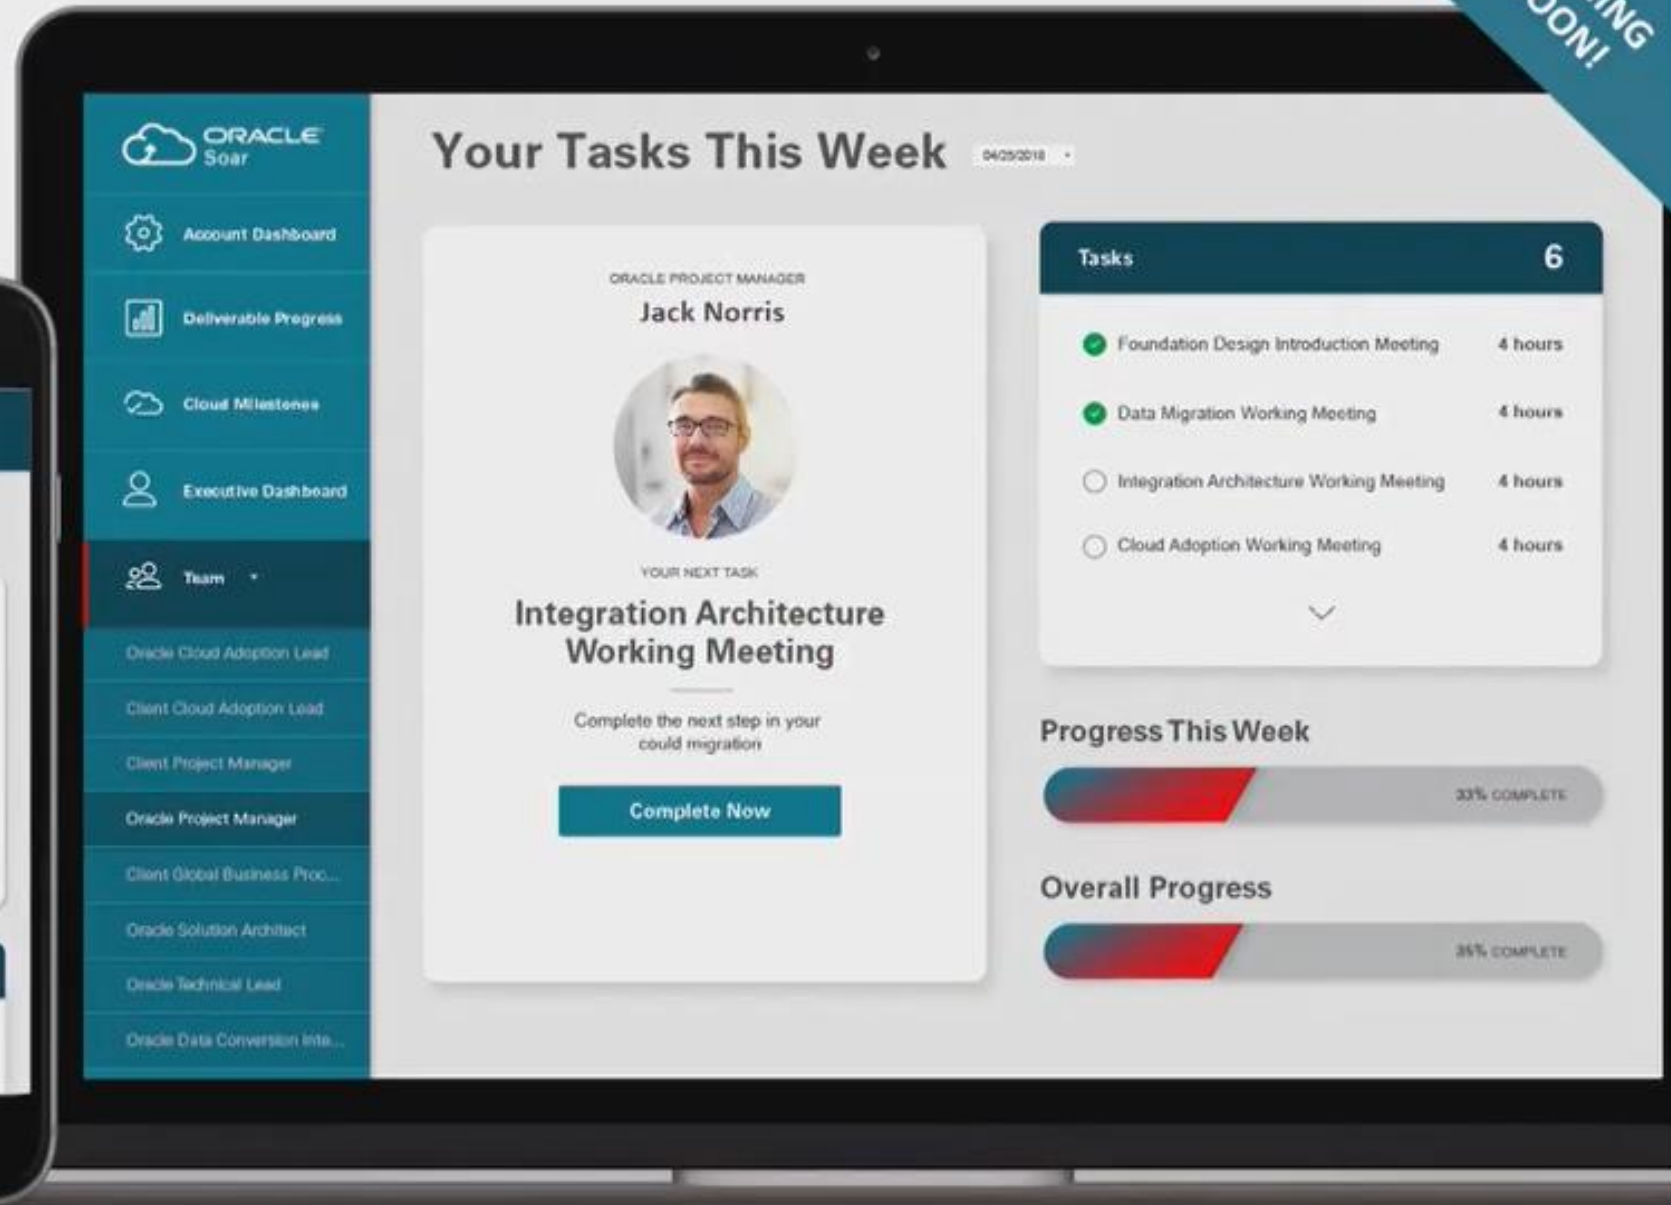 OON!
ORACLE
Soar
Account Dashboard
Deliverable Progress
Cloud Milestones
Executive Dashboard
Team
Oracle Cloud Adoption Lead
Client Cloud Adoption Lead
Client Project Manager
Oracle Project Manager
Client Global Business Proc...
Oracle Solution Architect
Oracle Technical Lead
Oracle Data Conversion Inte...
Your Tasks This Week
04/25/2018
ORACLE PROJECT MANAGER
Jack Norris
YOUR NEXT TASK
Integration Architecture
Working Meeting
Complete the next step in your
could migration
Complete Now
Tasks 6
Foundation Design Introduction Meeting 4 hours
Data Migration Working Meeting 4 hours
Integration Architecture Working Meeting 4 hours
Cloud Adoption Working Meeting 4 hours
Progress This Week
33% COMPLETE
Overall Progress
35% COMPLETE